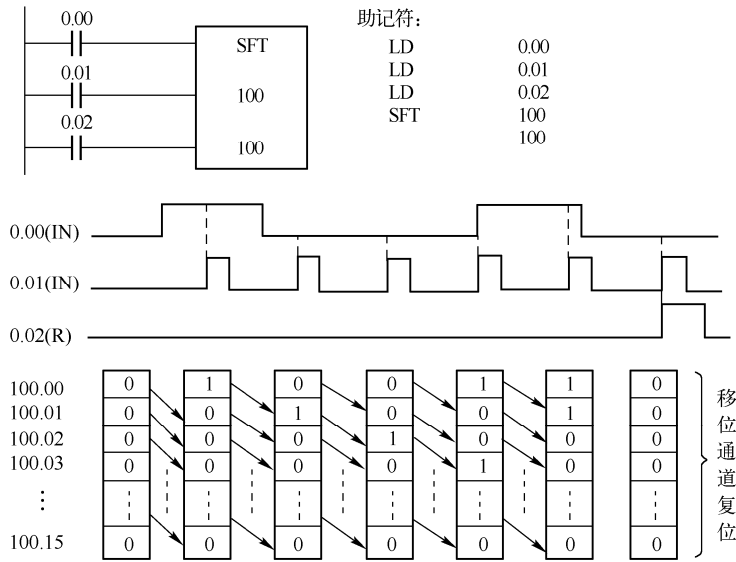 0.00
SFT
0.01
100
0.02
100
助记符：
LD 0.00
LD 0.01
LD 0.02
SFT 100
100
0.00(IN)
0.01(IN)
0.02(R)
100.00 0 1 0 0 1 1 0
100.01 0 0 1 0 0 1 0
100.02 0 0 0 1 0 0 0
100.03 0 0 0 0 1 0 0
100.15 0 0 0 0 0 0 0
移位通道复位